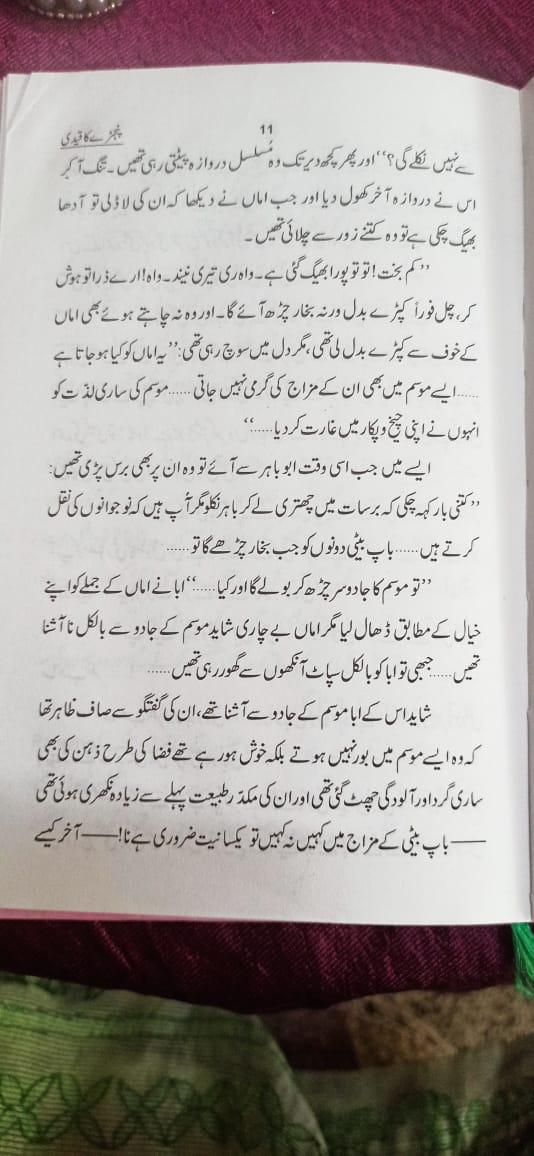 پنجرے کا قیدی
11
سے نہیں نکلے گی؟‘‘ اور پھر کچھ دیر تک وہ مُسلسل دروازہ پیٹتی رہی تھیں۔ تنگ آ کر
اس نے دروازہ آخر کھول دیا اور جب اماں نے دیکھا کہ ان کی لاڈلی تو آدھا
بھیگ چکی ہے تو وہ کتنے زور سے چلائی تھیں۔
’’کم بخت! تو تو پورا بھیگ گئی ہے۔ واہ ری تیری نیند۔ واہ! ارے ذرا تو ہوش
کر، چل فوراً کپڑے بدل ورنہ بخار چڑھ آئے گا۔ اور وہ نہ چاہتے ہوئے بھی اماں
کے خوف سے کپڑے بدل لی تھی، مگر دل میں سوچ رہی تھی: ’’یہ اماں کو کیا ہو جاتا ہے
......ایسے موسم میں بھی ان کے مزاج کی گرمی نہیں جاتی ......موسم کی ساری لذّت کو
انہوں نے اپنی چیخ و پکار میں غارت کر دیا......‘‘
ایسے میں جب اسی وقت ابو باہر سے آئے تو وہ ان پر بھی برس پڑی تھیں:
’’کتنی بار کہہ چکی کہ برسات میں چھتری لے کر باہر نکلو مگر آپ ہیں کہ نوجوانوں کی نقل
کرتے ہیں......باپ بیٹی دونوں کو جب بخار چڑھے گا تو......
’’تو موسم کا جادو سر چڑھ کر بولے گا اور کیا......‘‘ ابا نے اماں کے جملے کو اپنے
خیال کے مطابق ڈھال لیا مگر اماں بے چاری شاید موسم کے جادو سے بالکل نا آشنا
تھیں......جبھی تو ابا کو بالکل سپاٹ آنکھوں سے گھور رہی تھیں......
شاید اس کے ابا موسم کے جادو سے آشنا تھے، ان کی گفتگو سے صاف ظاہر تھا
کہ وہ ایسے موسم میں بور نہیں ہوتے بلکہ خوش ہو رہے تھے فضا کی طرح ذہن کی بھی
ساری گرد اور آلودگی چھٹ گئی تھی اور ان کی مکدّر طبیعت پہلے سے زیادہ نکھری ہوئی تھی
——باپ بیٹی کے مزاج میں کہیں نہ کہیں تو یکسانیت ضروری ہے نا!——آخر کیسے